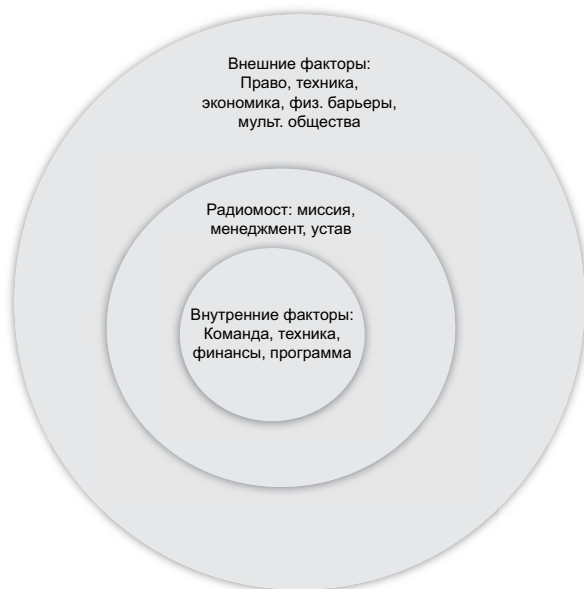 Внешние факторы:
Право, техника,
экономика, физ. барьеры,
мульт. общества
Радиомост: миссия,
менеджмент, устав
Внутренние факторы:
Команда, техника,
финансы, программа